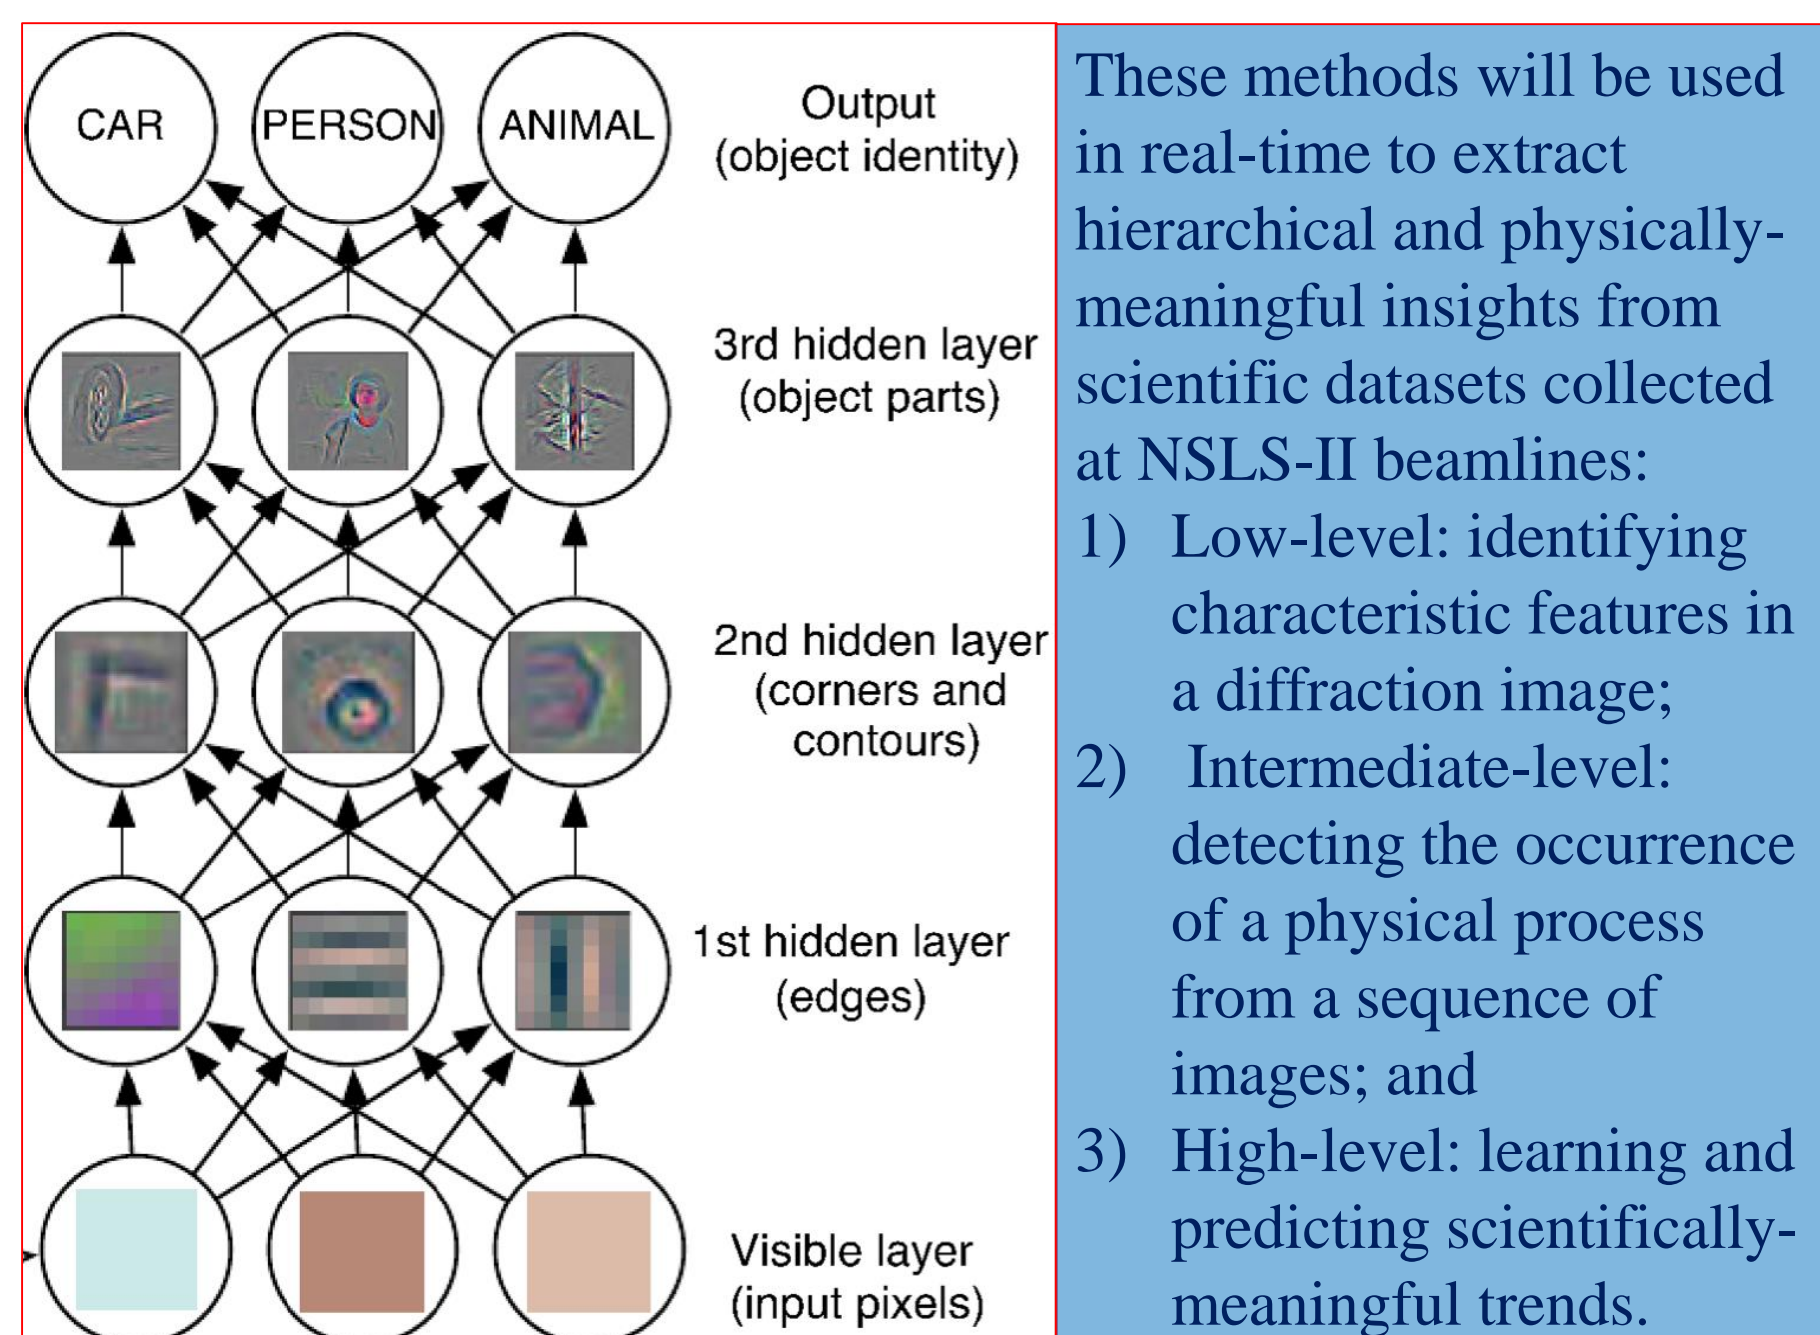 CAR
PERSON
ANIMAL
Output
(object identity)
3rd hidden layer
(object parts)
2nd hidden layer
(corners and
contours)
1st hidden layer
(edges)
Visible layer
(input pixels)
These methods will be used
in real-time to extract
hierarchical and physically-
meaningful insights from
scientific datasets collected
at NSLS-II beamlines:
1) Low-level: identifying
characteristic features in
a diffraction image;
2) Intermediate-level:
detecting the occurrence
of a physical process
from a sequence of
images; and
3) High-level: learning and
predicting scientifically-
meaningful trends.